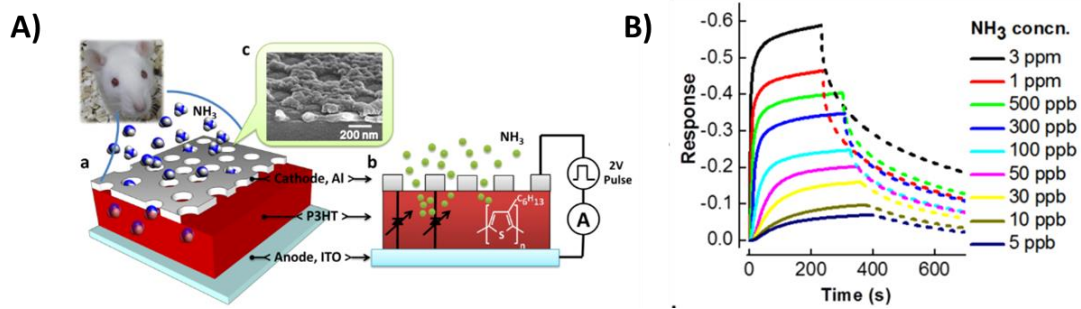 A)
c
NH3
200 nm
a
Cathode, Al
P3HT
Anode, ITO
b
NH3
2V
Pulse
A
C6H13
S
n
B)
Response
-0.6
-0.5
-0.4
-0.3
-0.2
-0.1
0.0
0 200 400 600
Time (s)
NH3 concn.
3 ppm
1 ppm
500 ppb
300 ppb
100 ppb
50 ppb
30 ppb
10 ppb
5 ppb